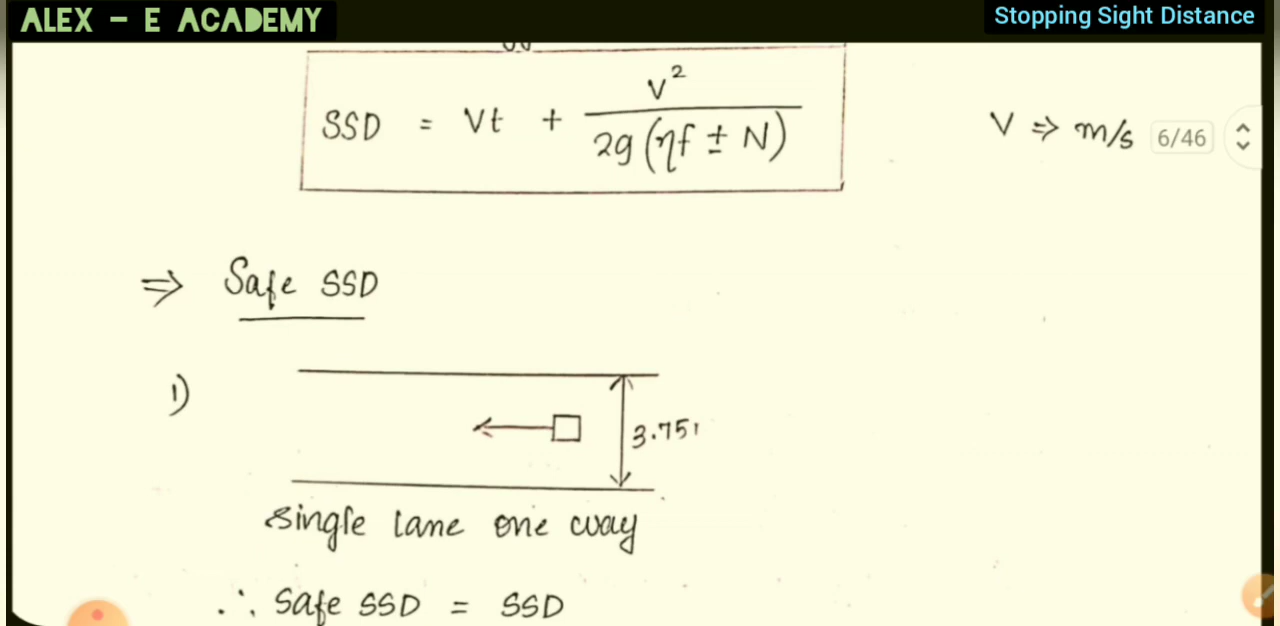 ALEX - E ACADEMY
Stopping Sight Distance
SSD = Vt + V² / 2g (ηf ± N)
V ⇒ m/s
6/46
⇒ Safe SSD
1)
3.75
single lane one way
∴ Safe SSD = SSD